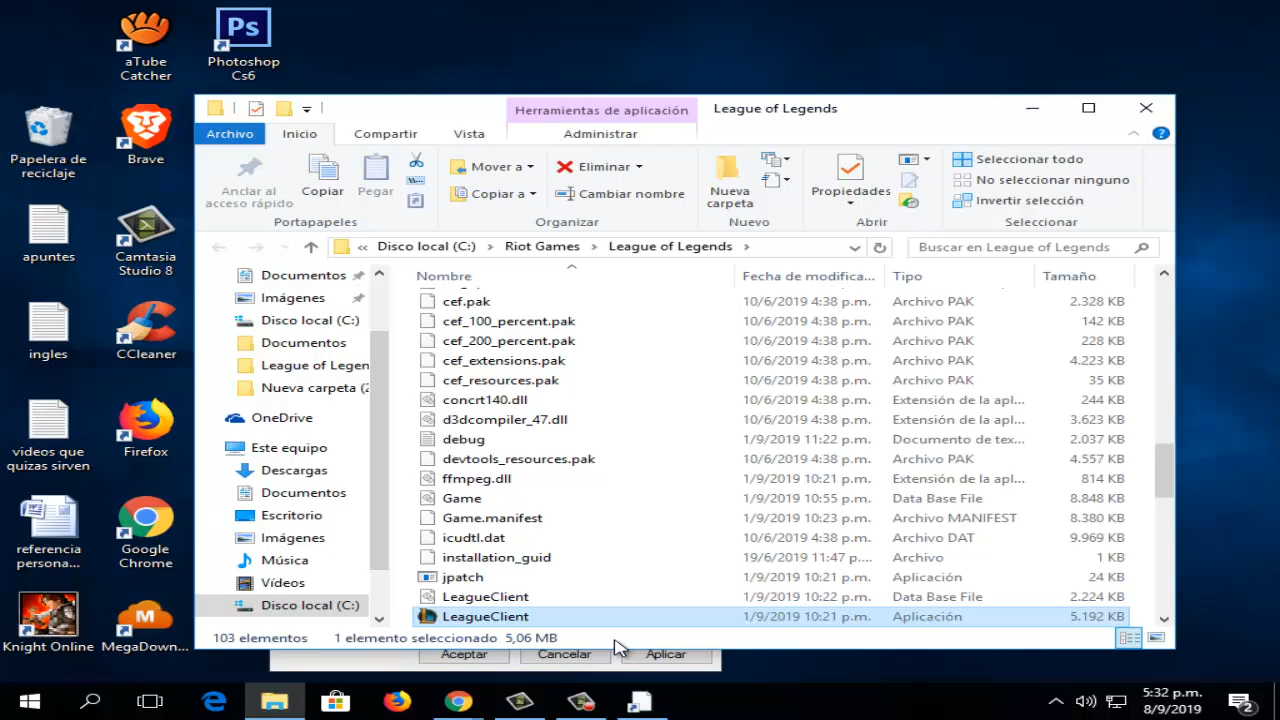 aTube
Catcher
Ps
Photoshop
Cs6
Papelera de
reciclaje
Brave
apuntes
Camtasia
Studio 8
ingles
CCleaner
videos que
quizas sirven
Firefox
referencia
persona...
Google
Chrome
Knight Online
MegaDown...
Herramientas de aplicación
League of Legends
Archivo
Inicio
Compartir
Vista
Administrar
Anclar al
acceso rápido
Copiar
Pegar
Portapapeles
Mover a
Copiar a
Eliminar
Cambiar nombre
Organizar
Nueva
carpeta
Nuevo
Propiedades
Abrir
Seleccionar todo
No seleccionar ninguno
Invertir selección
Seleccionar
« Disco local (C:) > Riot Games > League of Legends >
Buscar en League of Legends
Documentos
Imágenes
Disco local (C:)
Documentos
League of Legen
Nueva carpeta (2
OneDrive
Este equipo
Descargas
Documentos
Escritorio
Imágenes
Música
Vídeos
Disco local (C:)
Nombre Fecha de modifica... Tipo Tamaño
cef.pak 10/6/2019 4:38 p.m. Archivo PAK 2.328 KB
cef_100_percent.pak 10/6/2019 4:38 p.m. Archivo PAK 142 KB
cef_200_percent.pak 10/6/2019 4:38 p.m. Archivo PAK 228 KB
cef_extensions.pak 10/6/2019 4:38 p.m. Archivo PAK 4.223 KB
cef_resources.pak 10/6/2019 4:38 p.m. Archivo PAK 35 KB
concrt140.dll 10/6/2019 4:38 p.m. Extensión de la apl... 244 KB
d3dcompiler_47.dll 10/6/2019 4:38 p.m. Extensión de la apl... 3.623 KB
debug 1/9/2019 11:22 p.m. Documento de tex... 2.037 KB
devtools_resources.pak 10/6/2019 4:38 p.m. Archivo PAK 4.557 KB
ffmpeg.dll 1/9/2019 10:21 p.m. Extensión de la apl... 814 KB
Game 1/9/2019 10:55 p.m. Data Base File 8.848 KB
Game.manifest 1/9/2019 10:23 p.m. Archivo MANIFEST 8.380 KB
icudtl.dat 10/6/2019 4:38 p.m. Archivo DAT 9.969 KB
installation_guid 19/6/2019 11:47 p.... Archivo 1 KB
jpatch 1/9/2019 10:21 p.m. Aplicación 24 KB
LeagueClient 1/9/2019 10:22 p.m. Data Base File 2.224 KB
LeagueClient 1/9/2019 10:21 p.m. Aplicación 5.192 KB
103 elementos 1 elemento seleccionado 5,06 MB
Aceptar Cancelar Aplicar
5:32 p.m.
8/9/2019
2